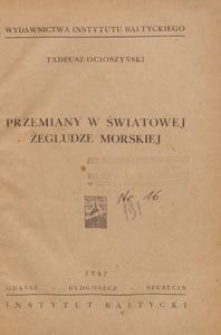 WYDAWNICTWA INSTYTUTU BAŁTYCKIEGO
TADEUSZ OCIOSZYŃSKI
PRZEMIANY W ŚWIATOWEJ
ŻEGLUDZE MORSKIEJ
Nr 16
1947
GDAŃSK — BYDGOSZCZ — SZCZECIN
INSTYTUT BAŁTYCKI